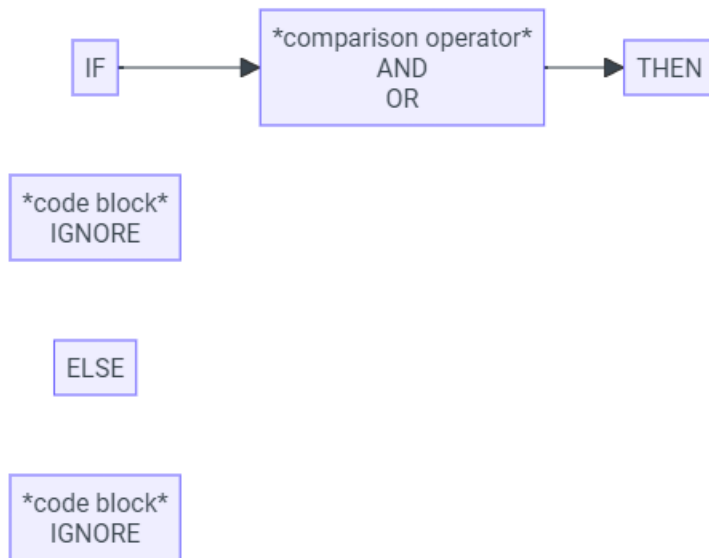 IF
*comparison operator*
AND
OR
THEN
*code block*
IGNORE
ELSE
*code block*
IGNORE